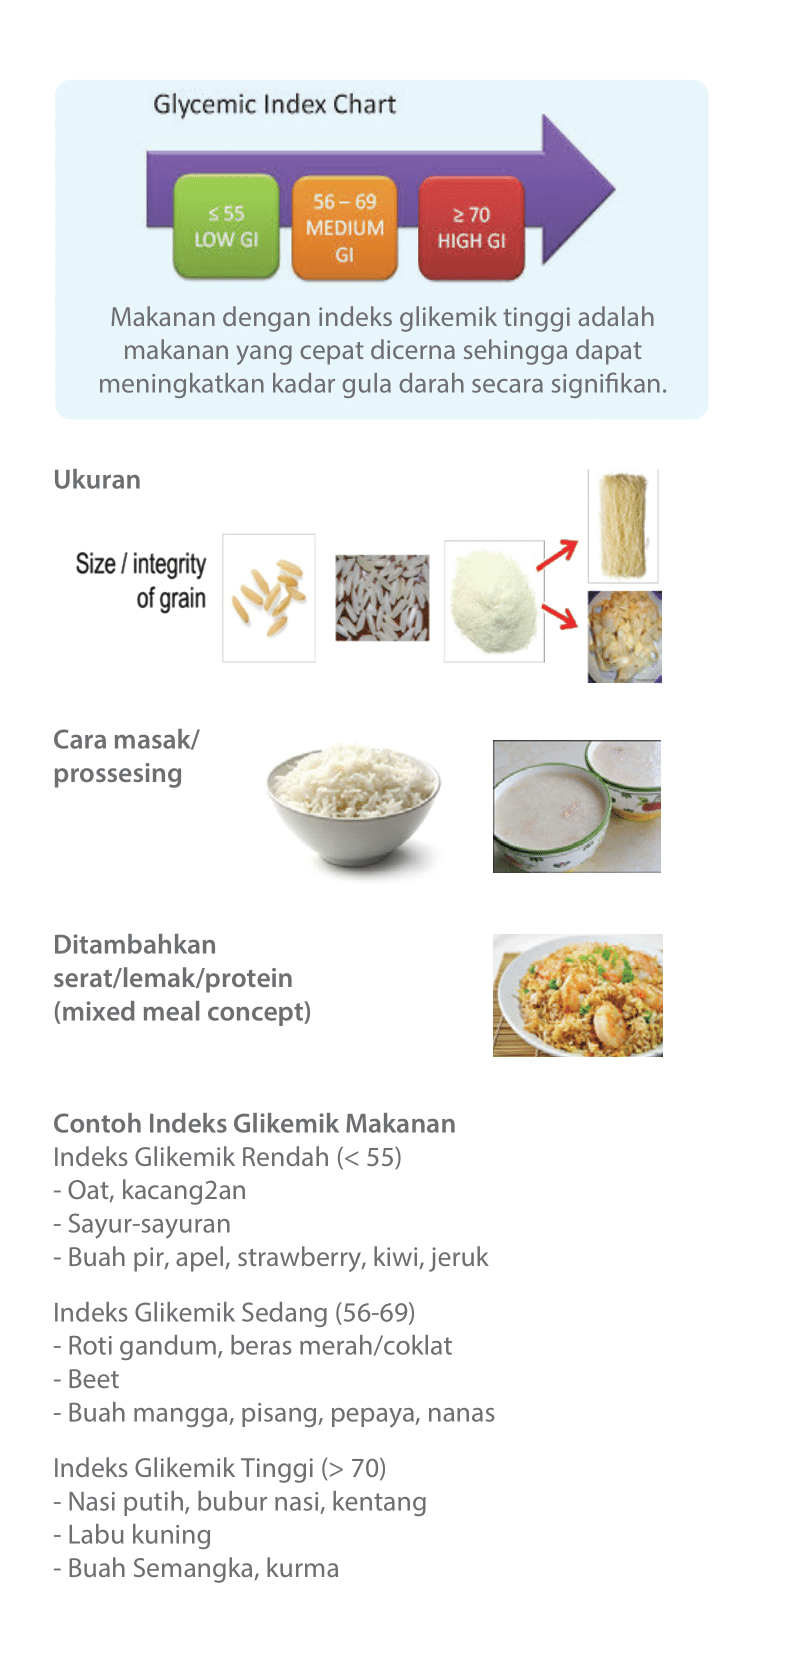 Glycemic Index Chart
≤ 55
LOW GI
56 – 69
MEDIUM
GI
≥ 70
HIGH GI
Makanan dengan indeks glikemik tinggi adalah
makanan yang cepat dicerna sehingga dapat
meningkatkan kadar gula darah secara signifikan.
Ukuran
Size / integrity
of grain
Cara masak/
prossesing
Ditambahkan
serat/lemak/protein
(mixed meal concept)
Contoh Indeks Glikemik Makanan
Indeks Glikemik Rendah (< 55)
- Oat, kacang2an
- Sayur-sayuran
- Buah pir, apel, strawberry, kiwi, jeruk
Indeks Glikemik Sedang (56-69)
- Roti gandum, beras merah/coklat
- Beet
- Buah mangga, pisang, pepaya, nanas
Indeks Glikemik Tinggi (> 70)
- Nasi putih, bubur nasi, kentang
- Labu kuning
- Buah Semangka, kurma